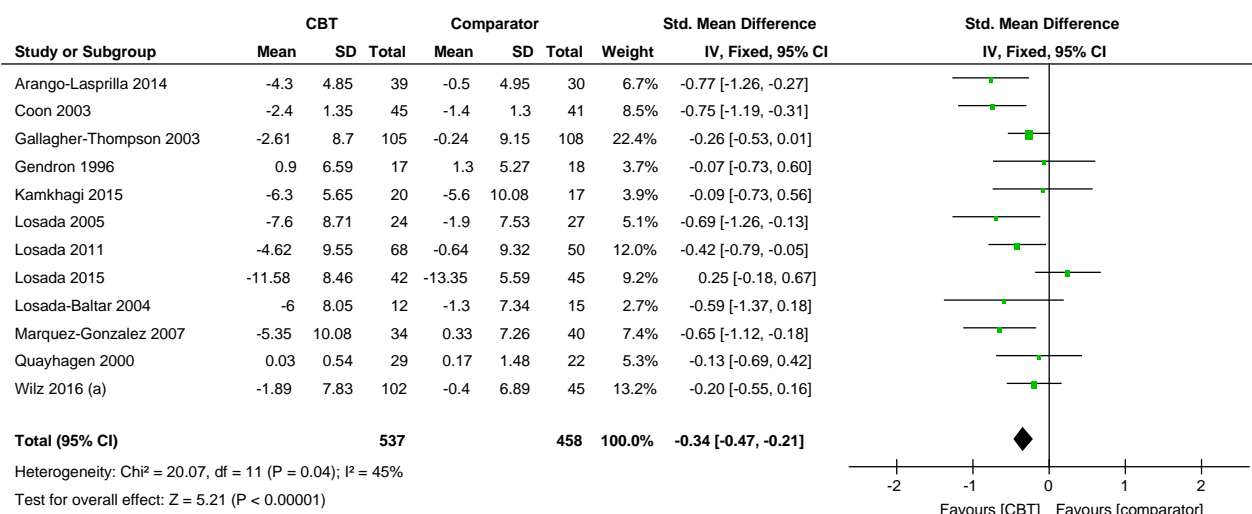 CBT Comparator Std. Mean Difference Std. Mean Difference
Study or Subgroup Mean SD Total Mean SD Total Weight IV, Fixed, 95% CI IV, Fixed, 95% CI
Arango-Lasprilla 2014 -4.3 4.85 39 -0.5 4.95 30 6.7% -0.77 [-1.26, -0.27]
Coon 2003 -2.4 1.35 45 -1.4 1.3 41 8.5% -0.75 [-1.19, -0.31]
Gallagher-Thompson 2003 -2.61 8.7 105 -0.24 9.15 108 22.4% -0.26 [-0.53, 0.01]
Gendron 1996 0.9 6.59 17 1.3 5.27 18 3.7% -0.07 [-0.73, 0.60]
Kamkhagi 2015 -6.3 5.65 20 -5.6 10.08 17 3.9% -0.09 [-0.73, 0.56]
Losada 2005 -7.6 8.71 24 -1.9 7.53 27 5.1% -0.69 [-1.26, -0.13]
Losada 2011 -4.62 9.55 68 -0.64 9.32 50 12.0% -0.42 [-0.79, -0.05]
Losada 2015 -11.58 8.46 42 -13.35 5.59 45 9.2% 0.25 [-0.18, 0.67]
Losada-Baltar 2004 -6 8.05 12 -1.3 7.34 15 2.7% -0.59 [-1.37, 0.18]
Marquez-Gonzalez 2007 -5.35 10.08 34 0.33 7.26 40 7.4% -0.65 [-1.12, -0.18]
Quayhagen 2000 0.03 0.54 29 0.17 1.48 22 5.3% -0.13 [-0.69, 0.42]
Wilz 2016 (a) -1.89 7.83 102 -0.4 6.89 45 13.2% -0.20 [-0.55, 0.16]
Total (95% CI) 537 458 100.0% -0.34 [-0.47, -0.21]
Heterogeneity: Chi² = 20.07, df = 11 (P = 0.04); I² = 45%
Test for overall effect: Z = 5.21 (P < 0.00001)
-2 -1 0 1 2
Favours [CBT] Favours [comparator]